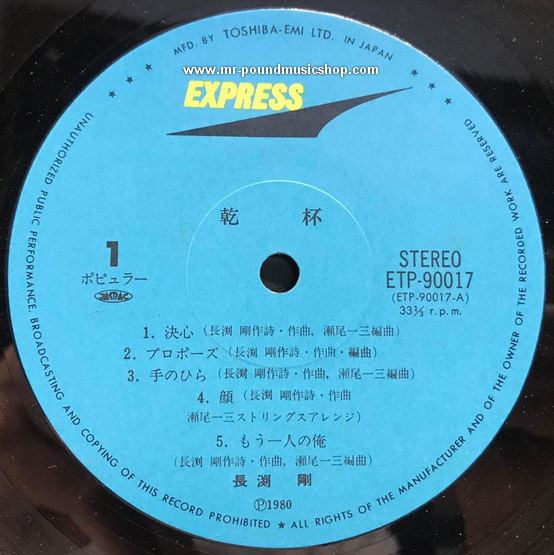 MFD. BY TOSHIBA-EMI LTD. IN JAPAN
www.mr-poundmusicshop.com
EXPRESS
乾 杯
1
ポピュラー
JASRAC
STEREO
ETP-90017
(ETP-90017-A)
33⅓ r.p.m.
1. 決心 (長渕 剛作詩・作曲, 瀬尾一三編曲)
2. プロポーズ (長渕 剛作詩・作曲・編曲)
3. 手のひら (長渕 剛作詩・作曲, 瀬尾一三編曲)
4. 顔 (長渕 剛作詩・作曲
瀬尾一三ストリングスアレンジ)
5. もう一人の俺
(長渕 剛作詩・作曲, 瀬尾一三編曲)
長渕 剛
Ⓟ1980
UNAUTHORIZED PUBLIC PERFORMANCE, BROADCASTING AND COPYING OF THIS RECORD PROHIBITED ★ ALL RIGHTS OF THE MANUFACTURER AND OF THE OWNER OF THE RECORDED WORK ARE RESERVED